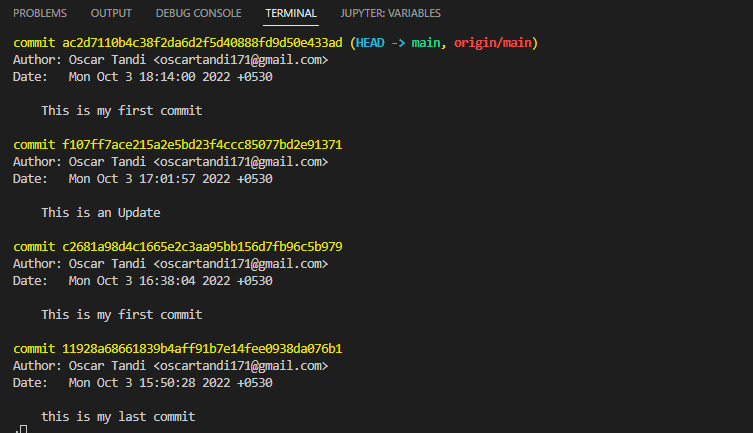 PROBLEMS OUTPUT DEBUG CONSOLE TERMINAL JUPYTER: VARIABLES
commit ac2d7110b4c38f2da6d2f5d40888fd9d50e433ad (HEAD -> main, origin/main)
Author: Oscar Tandi <oscartandi171@gmail.com>
Date:   Mon Oct 3 18:14:00 2022 +0530
This is my first commit
commit f107ff7ace215a2e5bd23f4ccc85077bd2e91371
Author: Oscar Tandi <oscartandi171@gmail.com>
Date:   Mon Oct 3 17:01:57 2022 +0530
This is an Update
commit c2681a98d4c1665e2c3aa95bb156d7fb96c5b979
Author: Oscar Tandi <oscartandi171@gmail.com>
Date:   Mon Oct 3 16:38:04 2022 +0530
This is my first commit
commit 11928a68661839b4aff91b7e14fee0938da076b1
Author: Oscar Tandi <oscartandi171@gmail.com>
Date:   Mon Oct 3 15:50:28 2022 +0530
this is my last commit
: